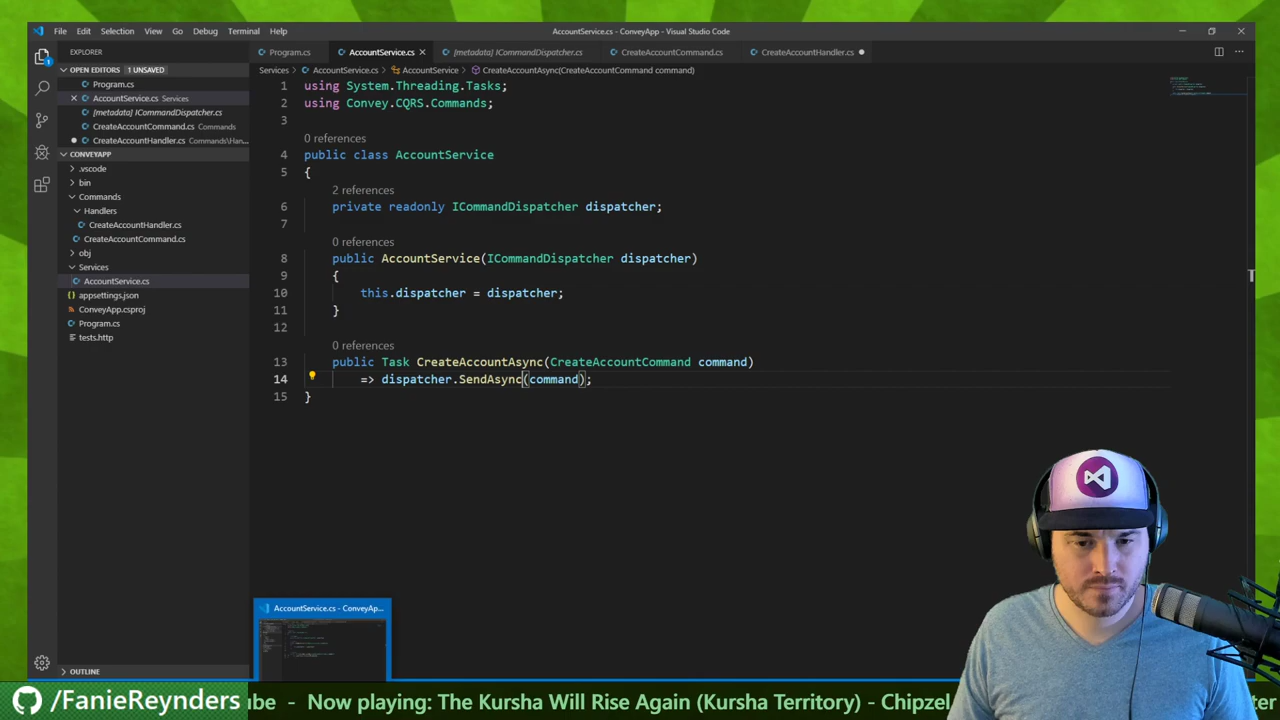 File Edit Selection View Go Debug Terminal Help
AccountService.cs - ConveyApp - Visual Studio Code
EXPLORER
Program.cs
AccountService.cs
[metadata] ICommandDispatcher.cs
CreateAccountCommand.cs
CreateAccountHandler.cs
OPEN EDITORS 1 UNSAVED
Program.cs
AccountService.cs Services
[metadata] ICommandDispatcher.cs
CreateAccountCommand.cs Commands
CreateAccountHandler.cs Commands\Han...
CONVEYAPP
.vscode
bin
Commands
Handlers
CreateAccountHandler.cs
CreateAccountCommand.cs
obj
Services
AccountService.cs
appsettings.json
ConveyApp.csproj
Program.cs
tests.http
OUTLINE
Services > AccountService.cs > AccountService > CreateAccountAsync(CreateAccountCommand command)
1 using System.Threading.Tasks;
2 using Convey.CQRS.Commands;
3
0 references
4 public class AccountService
5 {
2 references
6 private readonly ICommandDispatcher dispatcher;
7
0 references
8 public AccountService(ICommandDispatcher dispatcher)
9 {
10 this.dispatcher = dispatcher;
11 }
12
0 references
13 public Task CreateAccountAsync(CreateAccountCommand command)
14 => dispatcher.SendAsync(command);
15 }
AccountService.cs - ConveyApp...
/FanieReynders
ube - Now playing: The Kursha Will Rise Again (Kursha Territory) - Chipzel